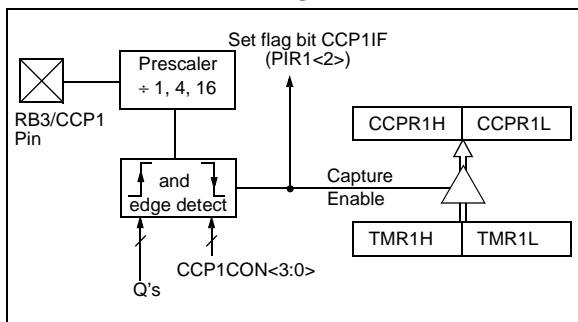 Set flag bit CCP1IF
(PIR1<2>)
Prescaler
÷ 1, 4, 16
RB3/CCP1
Pin
CCPR1H
CCPR1L
and
edge detect
Capture
Enable
TMR1H
TMR1L
CCP1CON<3:0>
Q's